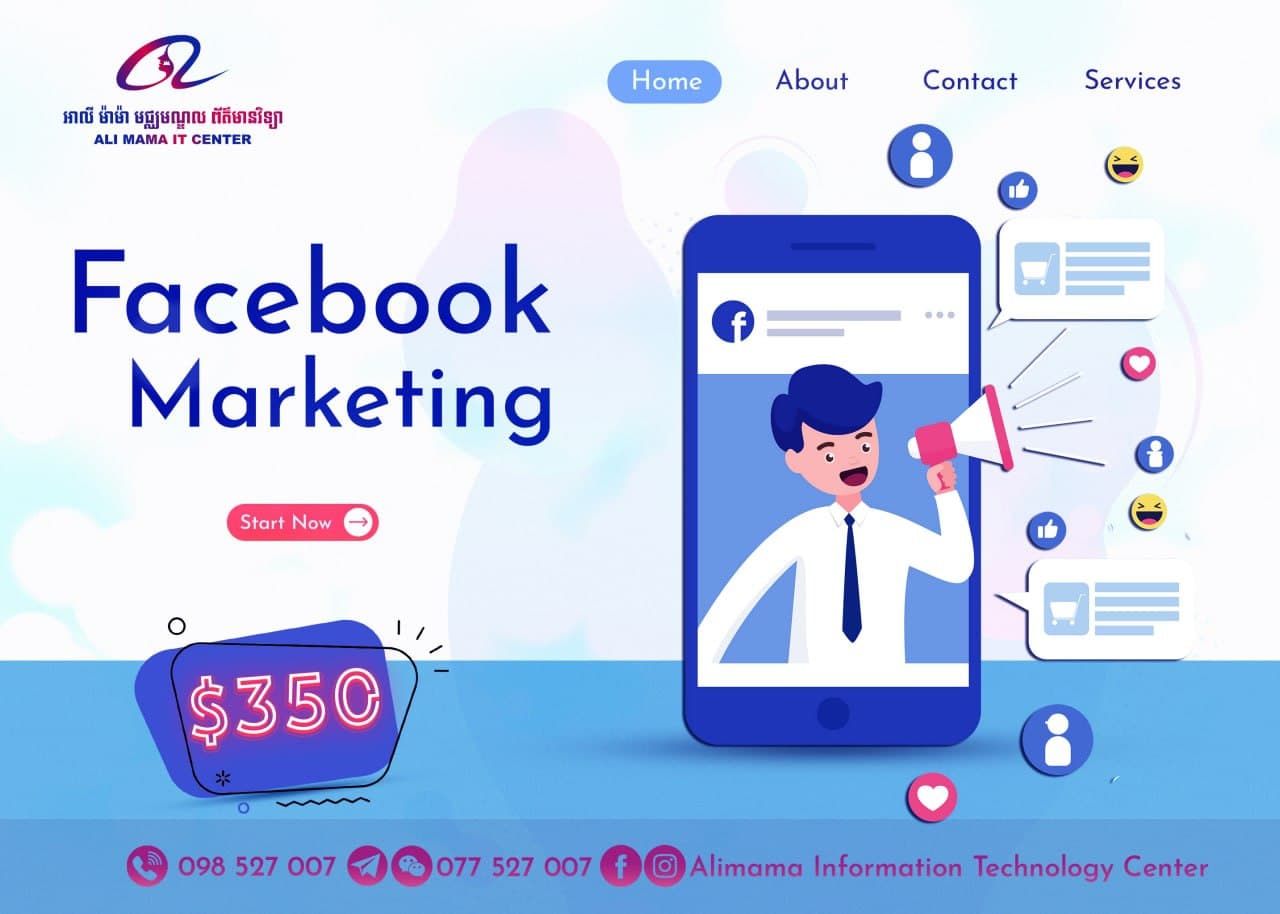 អាលី ម៉ាម៉ា មជ្ឈមណ្ឌល ព័ត៌មានវិទ្យា
ALI MAMA IT CENTER
Home About Contact Services
Facebook
Marketing
Start Now
$350
098 527 007 077 527 007 Alimama Information Technology Center